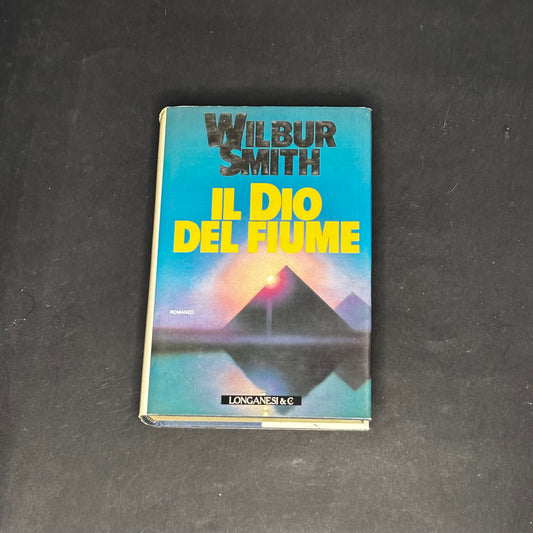 WILBUR
SMITH
IL DIO
DEL FIUME
ROMANZO
LONGANESI & C